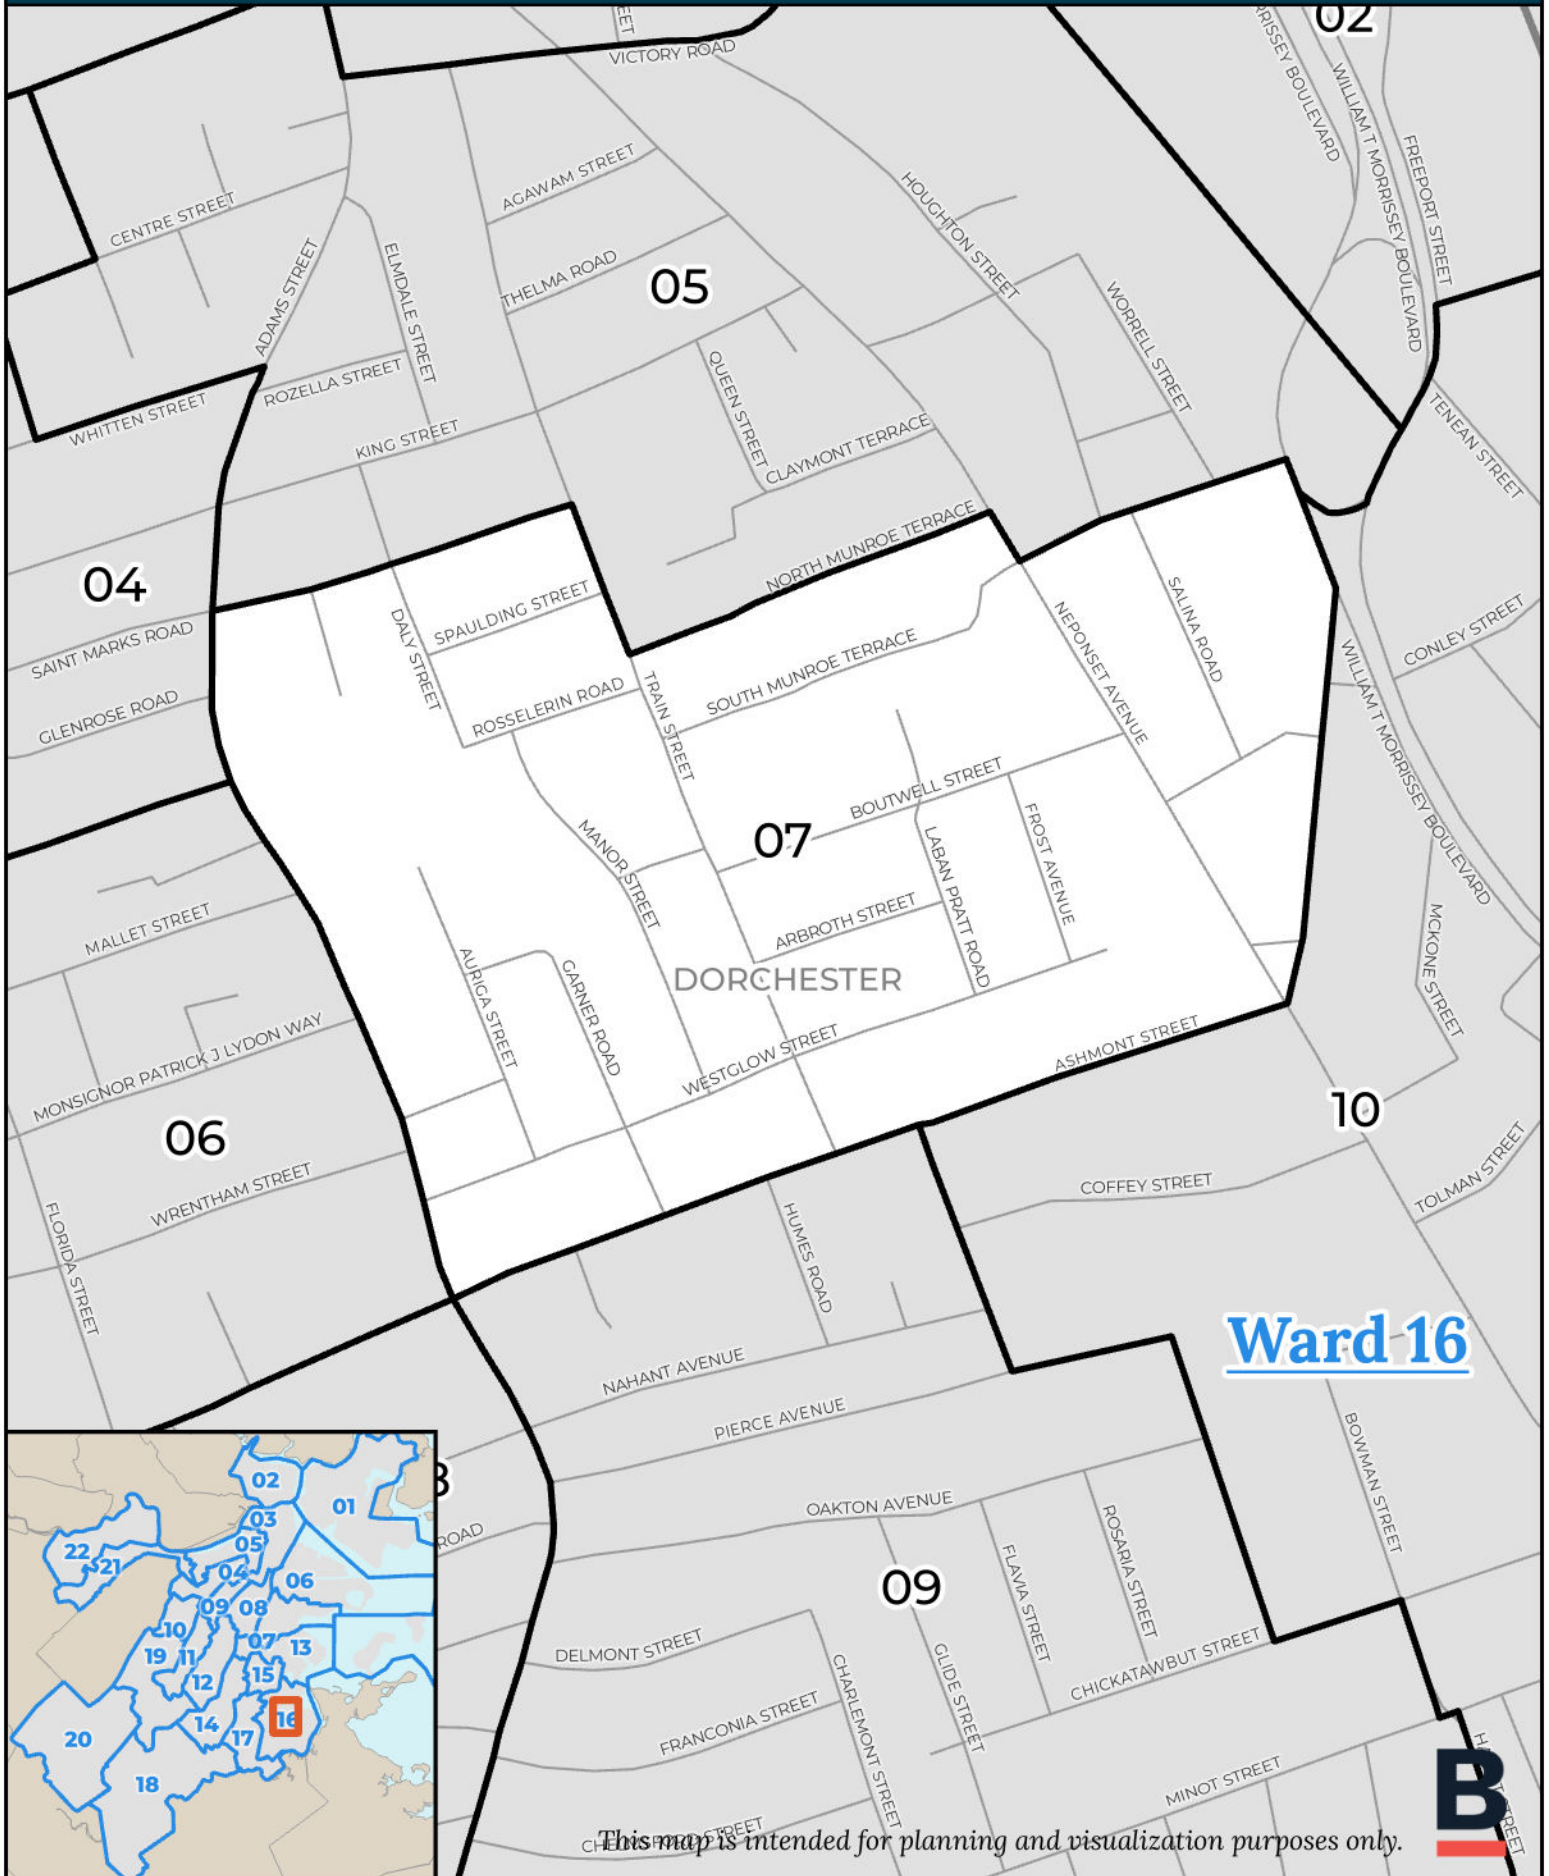 02
EET
VICTORY ROAD
RRISSEY BOULEVARD
WILLIAM T MORRISSEY BOULEVARD
FREEPORT STREET
AGAWAM STREET
HOUGHTON STREET
CENTRE STREET
ADAMS STREET
ELMDALE STREET
THELMA ROAD
05
WORRELL STREET
QUEEN STREET
ROZELLA STREET
WHITTEN STREET
KING STREET
CLAYMONT TERRACE
TENEAN STREET
NORTH MUNROE TERRACE
04
SPAULDING STREET
DALY STREET
SALINA ROAD
NEPONSET AVENUE
CONLEY STREET
SAINT MARKS ROAD
SOUTH MUNROE TERRACE
WILLIAM T MORRISSEY BOULEVARD
GLENROSE ROAD
ROSSELERIN ROAD
TRAIN STREET
BOUTWELL STREET
07
MANOR STREET
FROST AVENUE
LABAN PRATT ROAD
ARBROTH STREET
MALLET STREET
MCKONE STREET
AURIGA STREET
GARNER ROAD
DORCHESTER
MONSIGNOR PATRICK J LYDON WAY
WESTGLOW STREET
ASHMONT STREET
06
10
WRENTHAM STREET
COFFEY STREET
TOLMAN STREET
FLORIDA STREET
HUMES ROAD
Ward 16
NAHANT AVENUE
PIERCE AVENUE
BOWMAN STREET
OAKTON AVENUE
ROAD
ROSARIA STREET
FLAVIA STREET
09
DELMONT STREET
GLIDE STREET
CHICKATAWBUT STREET
CHARLEMONT STREET
FRANCONIA STREET
MINOT STREET
STREET
02
01
03
05
22
21
04
06
09
08
10
07
13
19
11
15
12
16
14
17
20
18
B
This map is intended for planning and visualization purposes only.